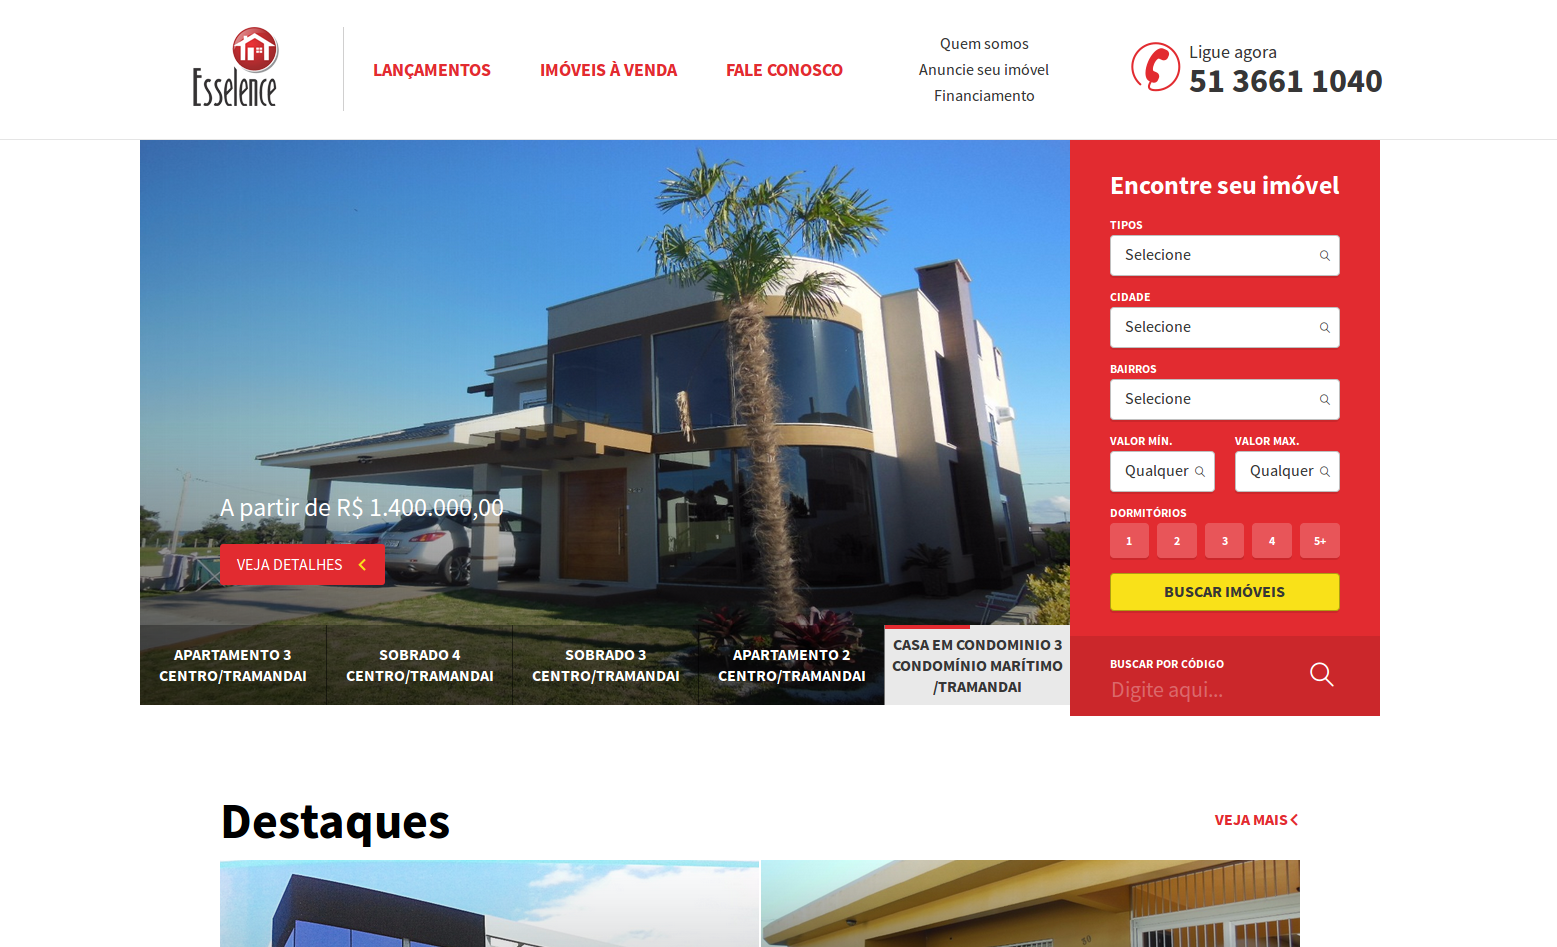 Esselence
LANÇAMENTOS
IMÓVEIS À VENDA
FALE CONOSCO
Quem somos
Anuncie seu imóvel
Financiamento
Ligue agora
51 3661 1040
A partir de R$ 1.400.000,00
VEJA DETALHES
APARTAMENTO 3
CENTRO/TRAMANDAI
SOBRADO 4
CENTRO/TRAMANDAI
SOBRADO 3
CENTRO/TRAMANDAI
APARTAMENTO 2
CENTRO/TRAMANDAI
CASA EM CONDOMINIO 3
CONDOMÍNIO MARÍTIMO
/TRAMANDAI
Encontre seu imóvel
TIPOS
Selecione
CIDADE
Selecione
BAIRROS
Selecione
VALOR MÍN. VALOR MAX.
Qualquer Qualquer
DORMITÓRIOS
1 2 3 4 5+
BUSCAR IMÓVEIS
BUSCAR POR CÓDIGO
Digite aqui...
Destaques
VEJA MAIS